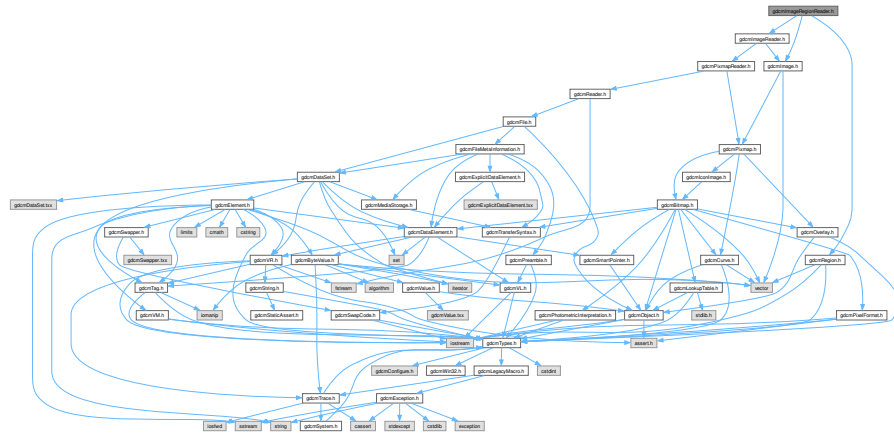 gdcmImageRegionReader.h
gdcmImageReader.h
gdcmPixmapReader.h
gdcmImage.h
gdcmReader.h
gdcmFile.h
gdcmFileMetaInformation.h
gdcmPixmap.h
gdcmDataSet.h
gdcmExplicitDataElement.h
gdcmIconImage.h
gdcmDataSet.txx
gdcmElement.h
gdcmMediaStorage.h
gdcmExplicitDataElement.txx
gdcmBitmap.h
gdcmSwapper.h
limits
cmath
cstring
gdcmDataElement.h
gdcmTransferSyntax.h
gdcmOverlay.h
gdcmSwapper.txx
gdcmVR.h
gdcmByteValue.h
set
gdcmPreamble.h
gdcmSmartPointer.h
gdcmCurve.h
gdcmRegion.h
gdcmTag.h
gdcmString.h
fstream
algorithm
gdcmValue.h
iterator
gdcmVL.h
gdcmLookupTable.h
vector
iomanip
gdcmVM.h
gdcmStaticAssert.h
gdcmSwapCode.h
gdcmValue.txx
gdcmPhotometricInterpretation.h
gdcmObject.h
stdlib.h
gdcmPixelFormat.h
iostream
gdcmTypes.h
assert.h
gdcmConfigure.h
gdcmWin32.h
gdcmLegacyMacro.h
cstdint
gdcmTrace.h
gdcmException.h
iosfwd
sstream
string
gdcmSystem.h
cassert
stdexcept
cstdlib
exception